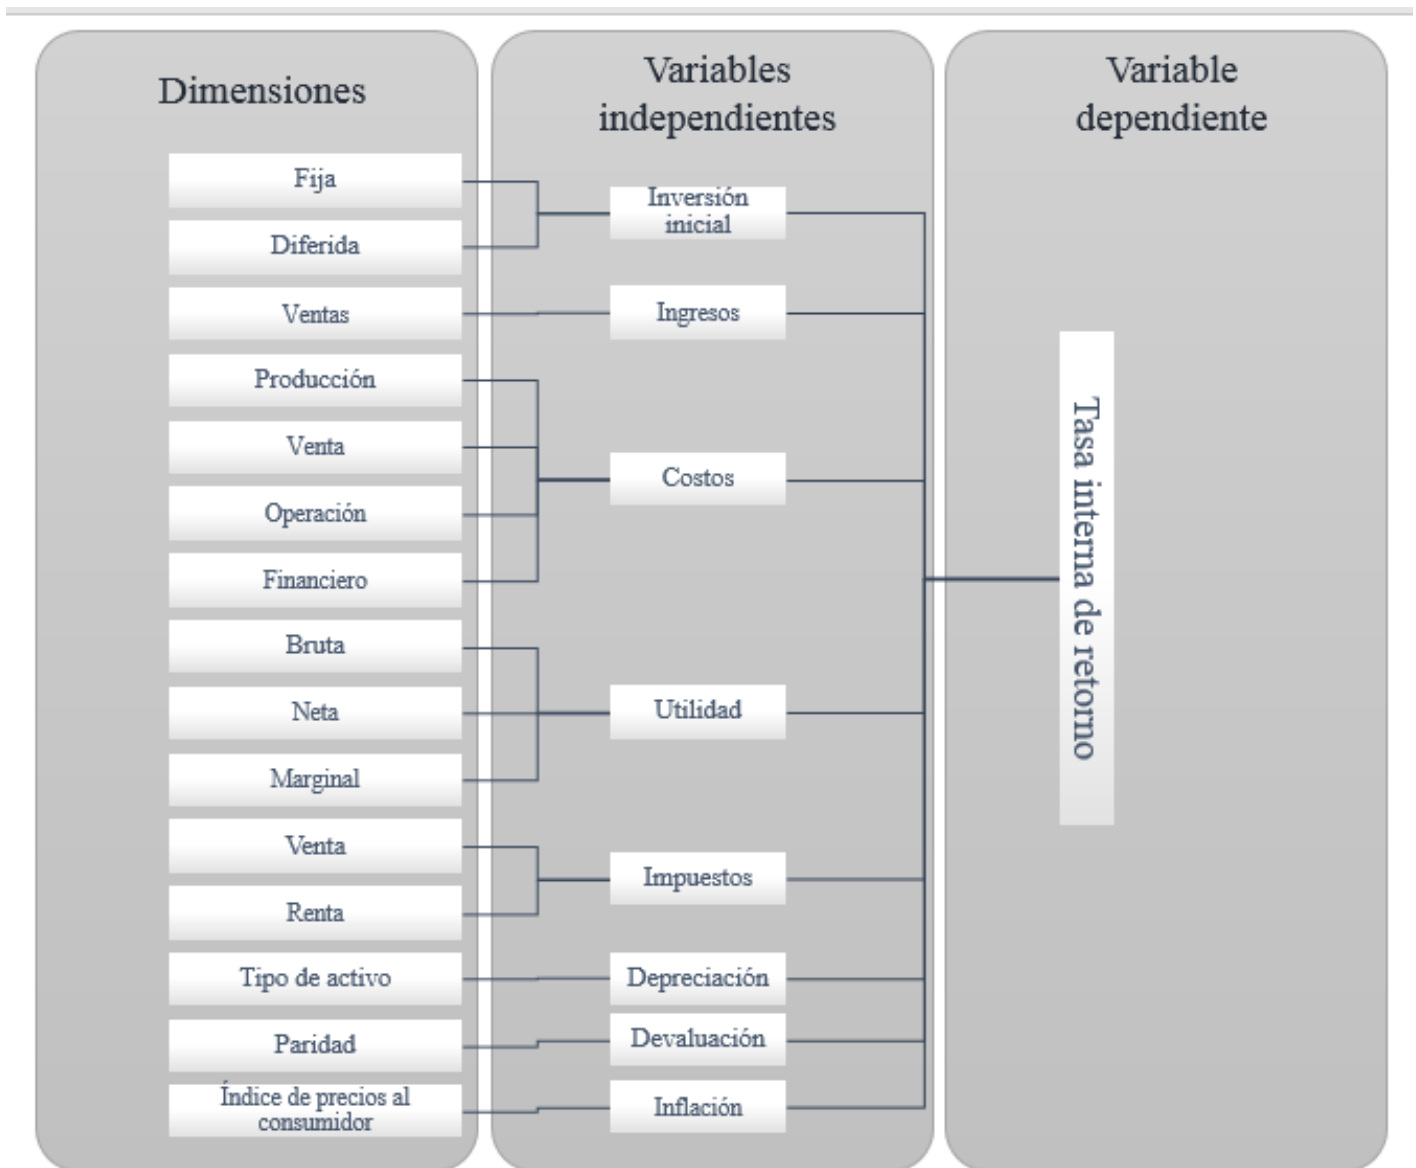 Dimensiones
Fija
Diferida
Ventas
Producción
Venta
Operación
Financiero
Bruta
Neta
Marginal
Venta
Renta
Tipo de activo
Paridad
Índice de precios al
consumidor
Variables
independientes
Inversión
inicial
Ingresos
Costos
Utilidad
Impuestos
Depreciación
Devaluación
Inflación
Variable
dependiente
Tasa interna de retorno